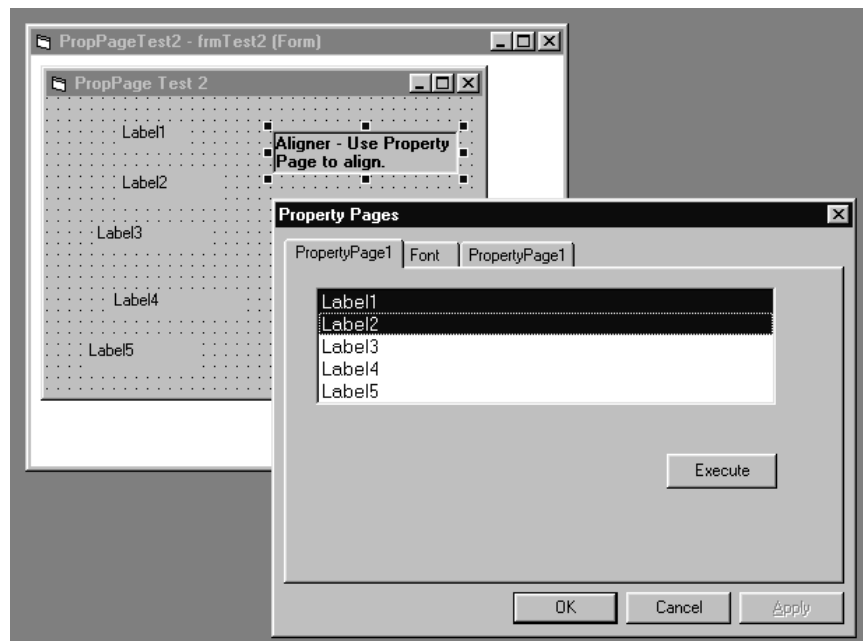 PropPageTest2 - frmTest2 (Form)
PropPage Test 2
Label1
Aligner - Use Property
Page to align.
Label2
Label3
Label4
Label5
Property Pages
PropertyPage1 Font PropertyPage1
Label1
Label2
Label3
Label4
Label5
Execute
OK Cancel Apply